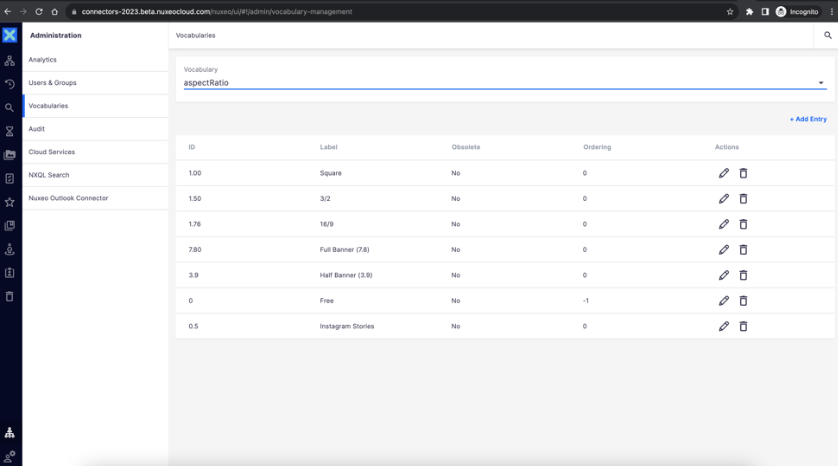 connectors-2023.beta.nuxeocloud.com/nuxeo/ui/#!/admin/vocabulary-management
Incognito
Administration
Vocabularies
Analytics
Users & Groups
Vocabularies
Audit
Cloud Services
NXQL Search
Nuxeo Outlook Connector
Vocabulary
aspectRatio
+ Add Entry
ID Label Obsolete Ordering Actions
1.00 Square No 0
1.50 3/2 No 0
1.76 16/9 No 0
7.80 Full Banner (7.8) No 0
3.9 Half Banner (3.9) No 0
0 Free No -1
0.5 Instagram Stories No 0